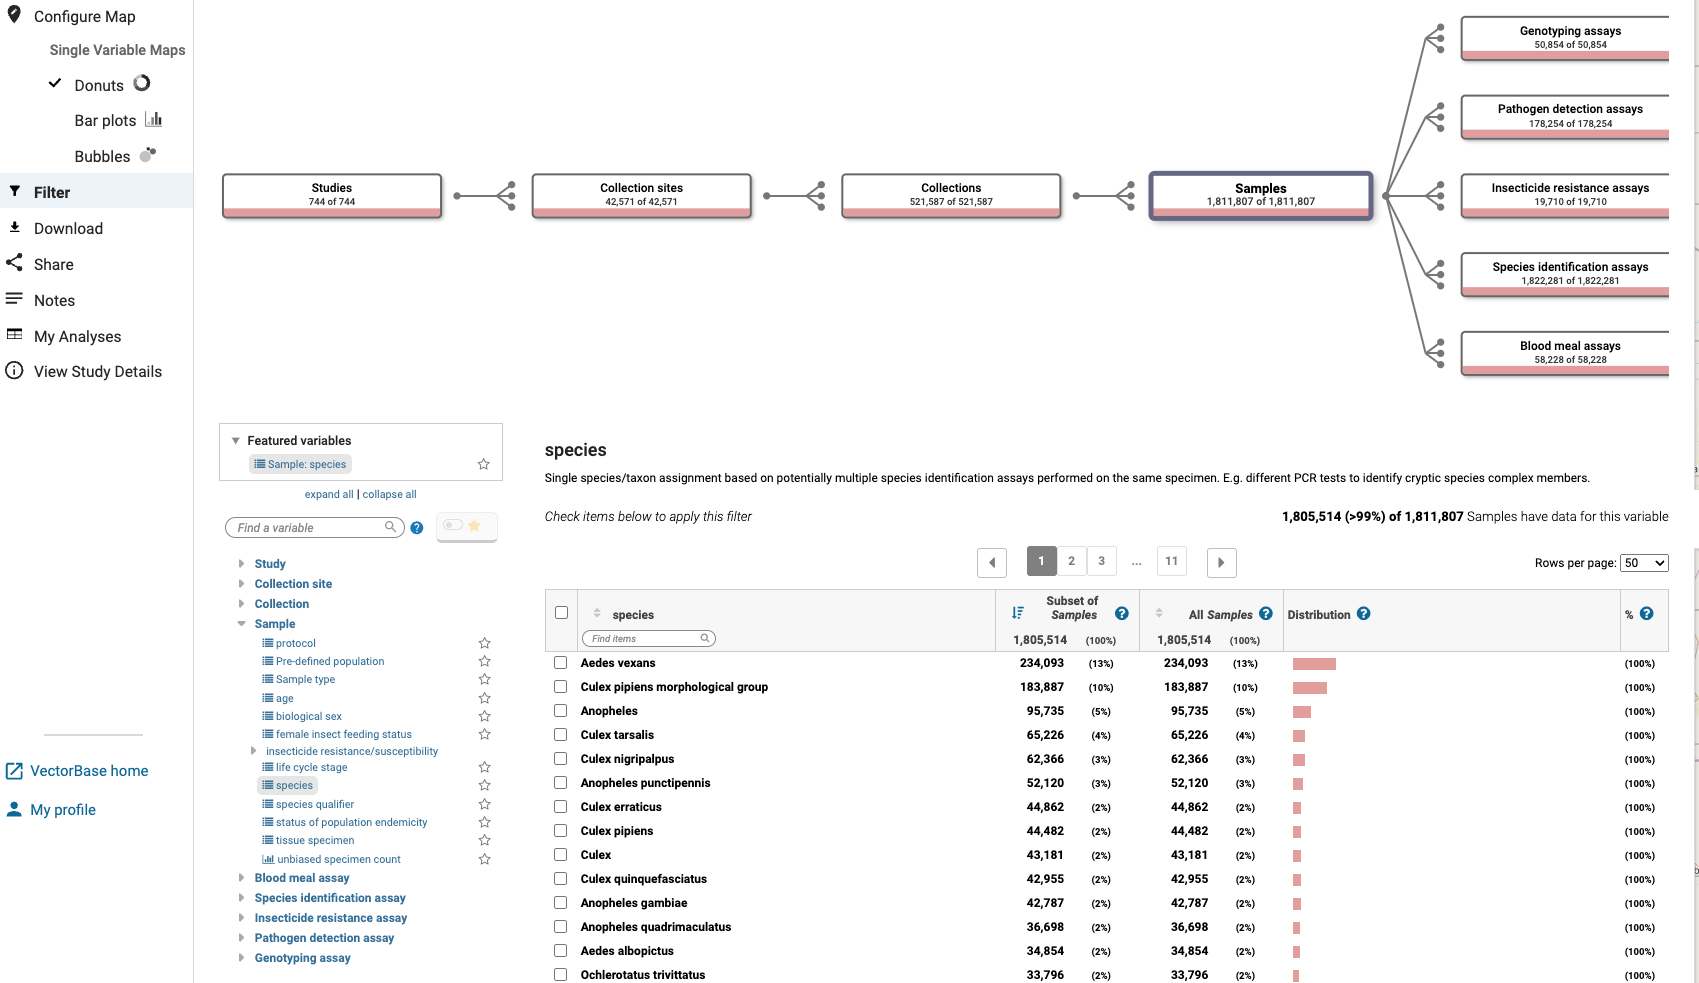 Configure Map
Single Variable Maps
Donuts
Bar plots
Bubbles
Filter
Download
Share
Notes
My Analyses
View Study Details
VectorBase home
My profile
Studies
744 of 744
Collection sites
42,571 of 42,571
Collections
521,587 of 521,587
Samples
1,811,807 of 1,811,807
Genotyping assays
50,854 of 50,854
Pathogen detection assays
178,254 of 178,254
Insecticide resistance assays
19,710 of 19,710
Species identification assays
1,822,281 of 1,822,281
Blood meal assays
58,228 of 58,228
Featured variables
Sample: species
expand all | collapse all
Find a variable
Study
Collection site
Collection
Sample
protocol
Pre-defined population
Sample type
age
biological sex
female insect feeding status
insecticide resistance/susceptibility
life cycle stage
species
species qualifier
status of population endemicity
tissue specimen
unbiased specimen count
Blood meal assay
Species identification assay
Insecticide resistance assay
Pathogen detection assay
Genotyping assay
species
Single species/taxon assignment based on potentially multiple species identification assays performed on the same specimen. E.g. different PCR tests to identify cryptic species complex members.
Check items below to apply this filter
1,805,514 (>99%) of 1,811,807 Samples have data for this variable
1 2 3 ... 11
Rows per page: 50
species Subset of Samples All Samples Distribution %
Find items 1,805,514 (100%) 1,805,514 (100%)
Aedes vexans 234,093 (13%) 234,093 (13%) (100%)
Culex pipiens morphological group 183,887 (10%) 183,887 (10%) (100%)
Anopheles 95,735 (5%) 95,735 (5%) (100%)
Culex tarsalis 65,226 (4%) 65,226 (4%) (100%)
Culex nigripalpus 62,366 (3%) 62,366 (3%) (100%)
Anopheles punctipennis 52,120 (3%) 52,120 (3%) (100%)
Culex erraticus 44,862 (2%) 44,862 (2%) (100%)
Culex pipiens 44,482 (2%) 44,482 (2%) (100%)
Culex 43,181 (2%) 43,181 (2%) (100%)
Culex quinquefasciatus 42,955 (2%) 42,955 (2%) (100%)
Anopheles gambiae 42,787 (2%) 42,787 (2%) (100%)
Anopheles quadrimaculatus 36,698 (2%) 36,698 (2%) (100%)
Aedes albopictus 34,854 (2%) 34,854 (2%) (100%)
Ochlerotatus trivittatus 33,796 (2%) 33,796 (2%) (100%)